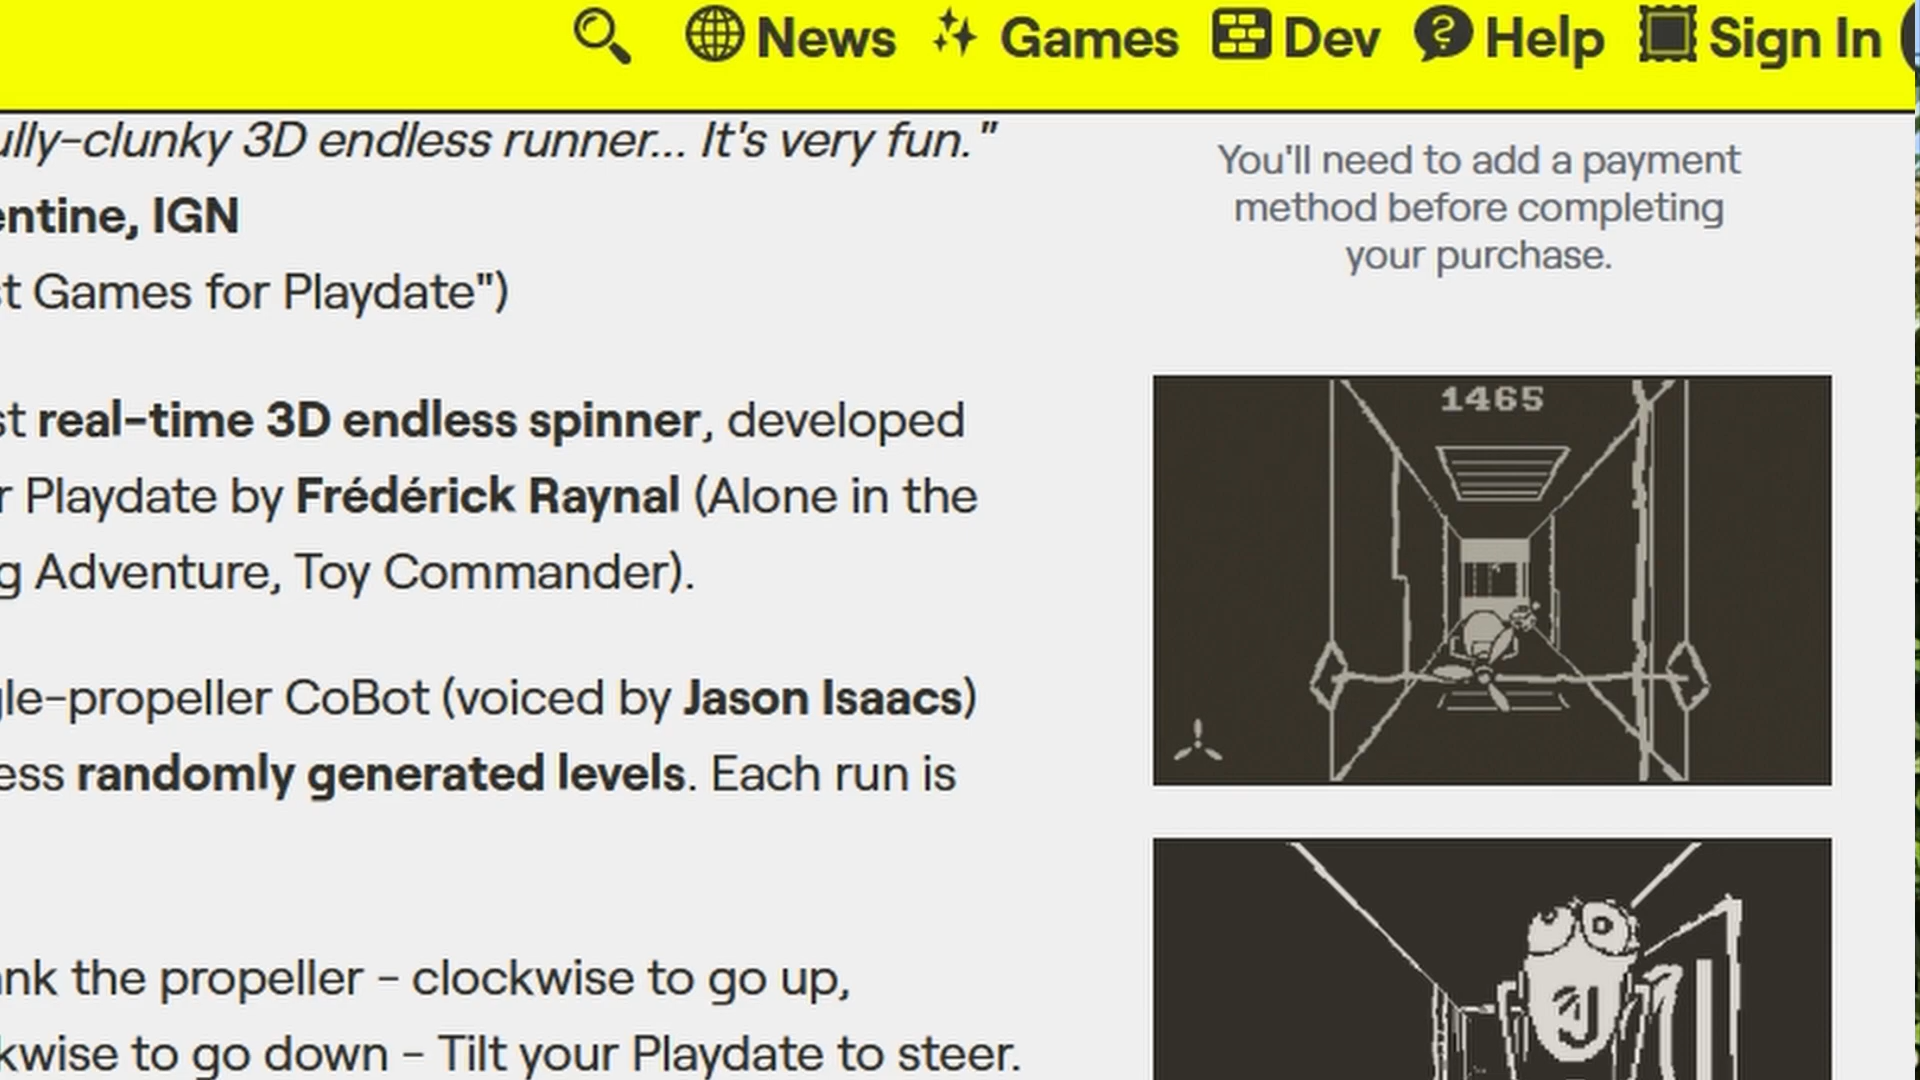 News Games Dev Help Sign In
ully-clunky 3D endless runner... It's very fun."
entine, IGN
st Games for Playdate")
st real-time 3D endless spinner, developed
r Playdate by Frédérick Raynal (Alone in the
g Adventure, Toy Commander).
gle-propeller CoBot (voiced by Jason Isaacs)
ess randomly generated levels. Each run is
ank the propeller - clockwise to go up,
kwise to go down - Tilt your Playdate to steer.
You'll need to add a payment
method before completing
your purchase.
1465